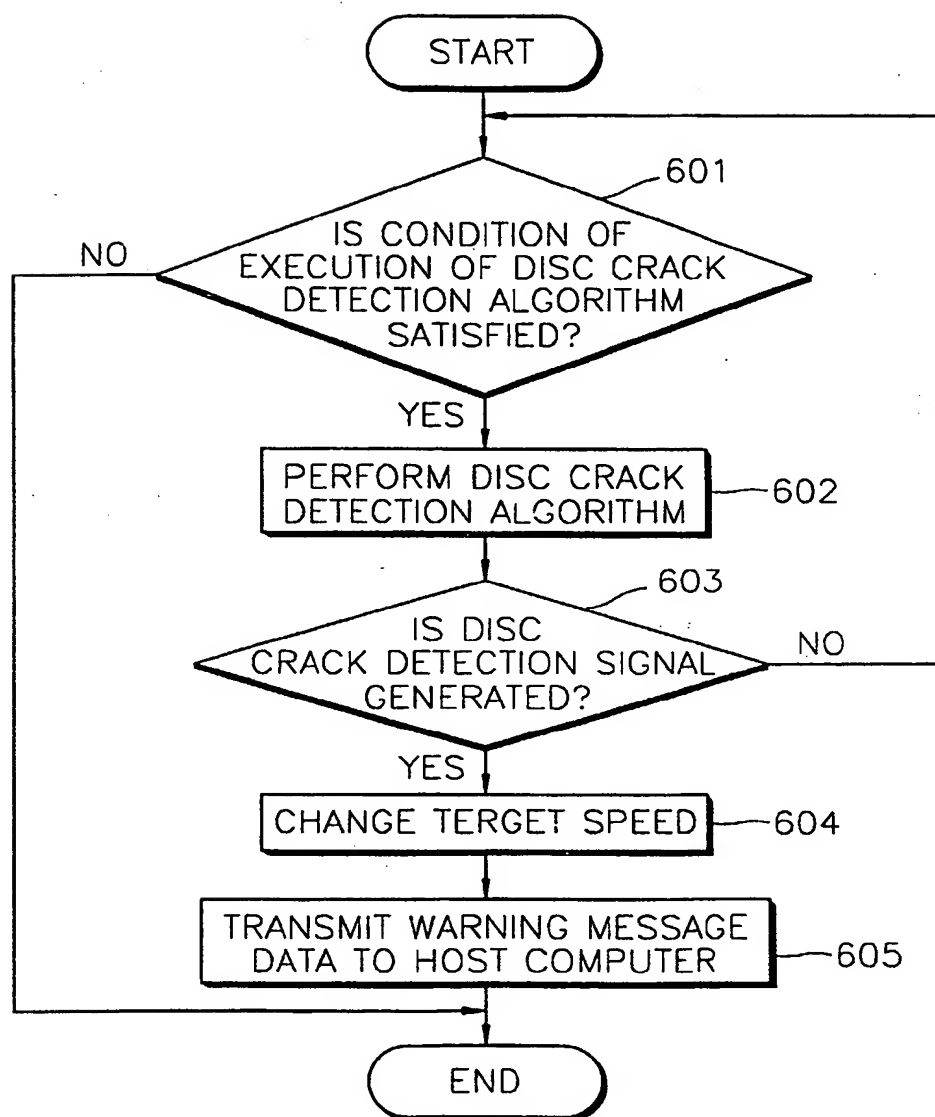 START
601
IS CONDITION OF
EXECUTION OF DISC CRACK
DETECTION ALGORITHM
SATISFIED?
NO
YES
PERFORM DISC CRACK
DETECTION ALGORITHM
602
603
IS DISC
CRACK DETECTION SIGNAL
GENERATED?
NO
YES
CHANGE TERGET SPEED
604
TRANSMIT WARNING MESSAGE
DATA TO HOST COMPUTER
605
END